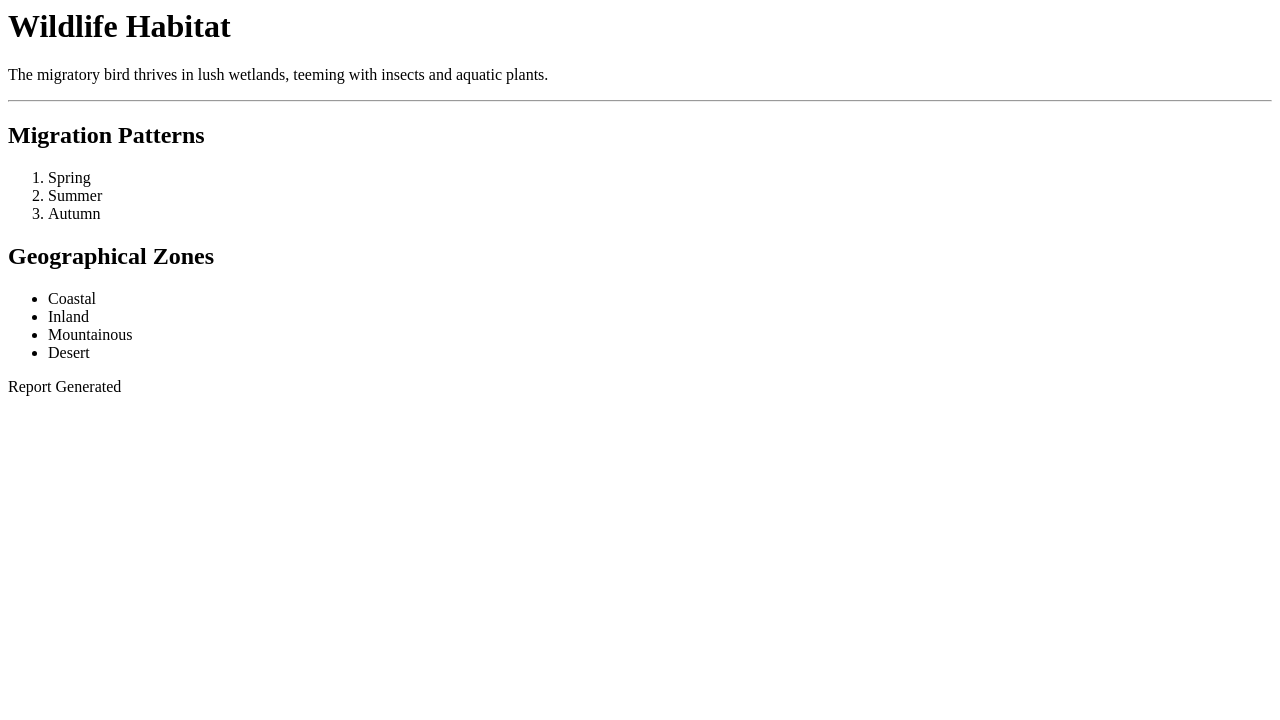 Wildlife Habitat
The migratory bird thrives in lush wetlands, teeming with insects and aquatic plants.
Migration Patterns
1. Spring
2. Summer
3. Autumn
Geographical Zones
• Coastal
• Inland
• Mountainous
• Desert
Report Generated